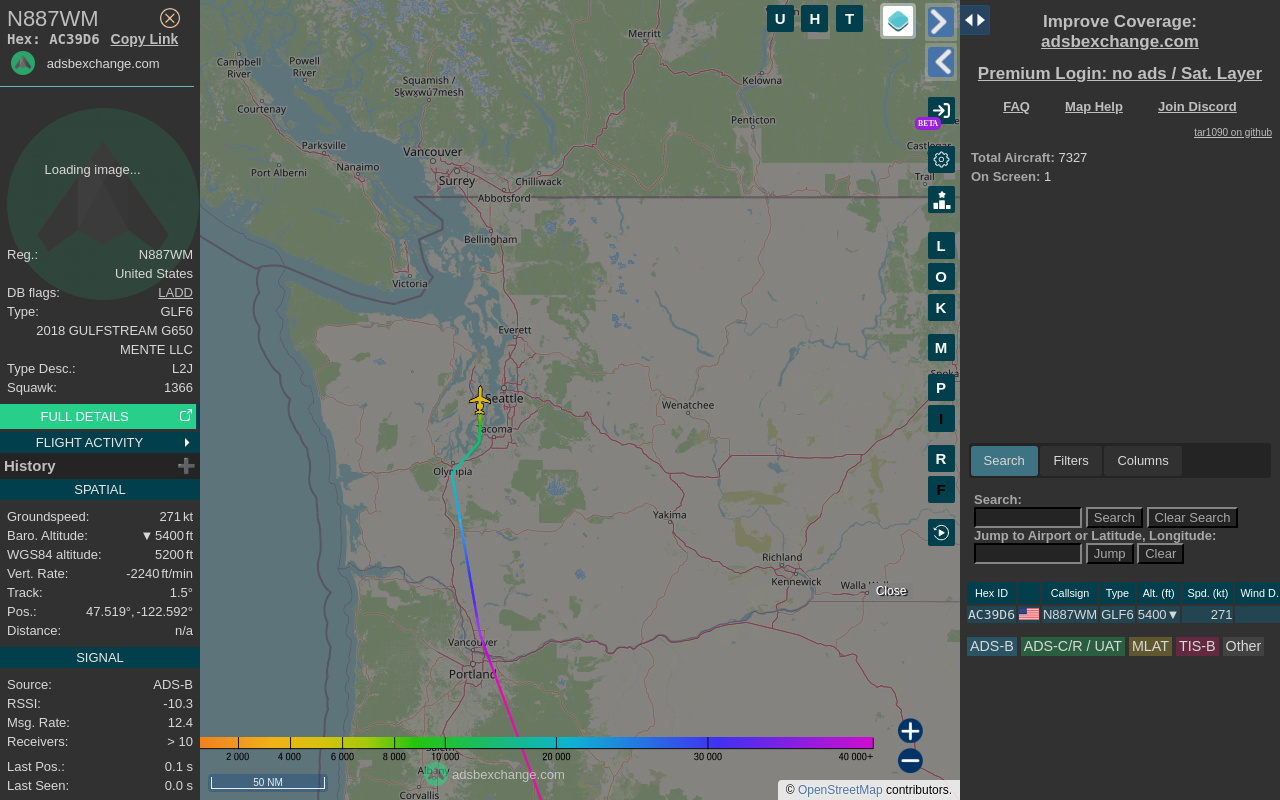 N887WM
Hex: AC39D6 Copy Link
adsbexchange.com
Loading image...
Reg.: N887WM
United States
DB flags: LADD
Type: GLF6
2018 GULFSTREAM G650
MENTE LLC
Type Desc.: L2J
Squawk: 1366
FULL DETAILS
FLIGHT ACTIVITY
History
SPATIAL
Groundspeed: 271 kt
Baro. Altitude: ▼ 5400 ft
WGS84 altitude: 5200 ft
Vert. Rate: -2240 ft/min
Track: 1.5°
Pos.: 47.519°, -122.592°
Distance: n/a
SIGNAL
Source: ADS-B
RSSI: -10.3
Msg. Rate: 12.4
Receivers: > 10
Last Pos.: 0.1 s
Last Seen: 0.0 s
U H T
Merritt
Campbell
River
Powell
River
Squamish /
Sḵwx̱wú7mesh
Kelowna
Courtenay
Penticton
Parksville
Vancouver
Nanaimo
Port Alberni
Surrey
Chilliwack
Abbotsford
Castlegar
Trail
Bellingham
Victoria
Everett
Seattle
Wenatchee
Tacoma
Olympia
Yakima
Richland
Kennewick
Walla
Close
Vancouver
Portland
Salem
Albany
Corvallis
BETA
L
O
K
M
P
I
R
F
2 000 4 000 6 000 8 000 10 000 20 000 30 000 40 000+
adsbexchange.com
50 NM
© OpenStreetMap contributors.
Improve Coverage:
adsbexchange.com
Premium Login: no ads / Sat. Layer
FAQ Map Help Join Discord
tar1090 on github
Total Aircraft: 7327
On Screen: 1
Search Filters Columns
Search:
Search Clear Search
Jump to Airport or Latitude, Longitude:
Jump Clear
Hex ID Callsign Type Alt. (ft) Spd. (kt) Wind D.
AC39D6 N887WM GLF6 5400▼ 271
ADS-B ADS-C/R / UAT MLAT TIS-B Other